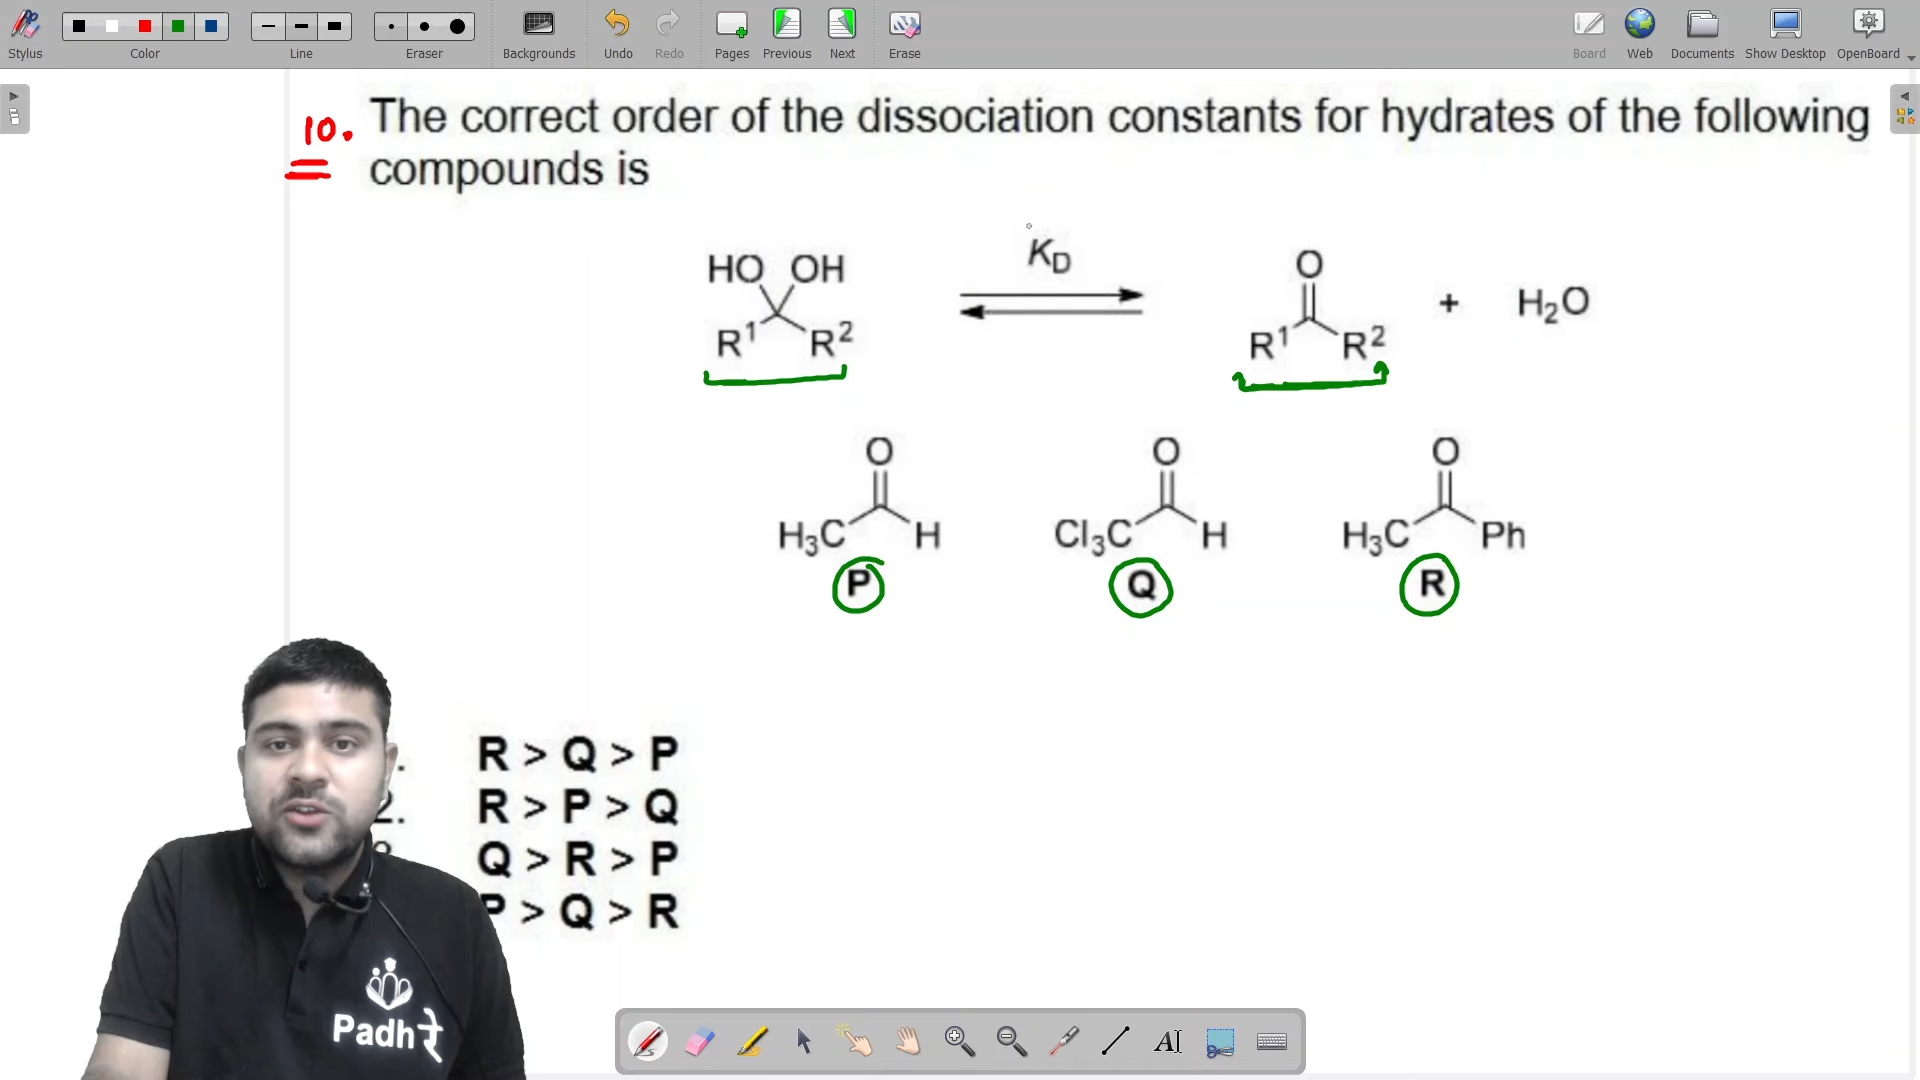 Stylus
Color
Line
Eraser
Backgrounds
Undo
Redo
Pages
Previous
Next
Erase
Board
Web
Documents
Show Desktop
OpenBoard
10. The correct order of the dissociation constants for hydrates of the following
compounds is
HO OH
R¹ R²
K_D
O
R¹ R²
+ H₂O
O
H₃C H
P
O
Cl₃C H
Q
O
H₃C Ph
R
R > Q > P
2. R > P > Q
Q > R > P
P > Q > R
Padhरे
A